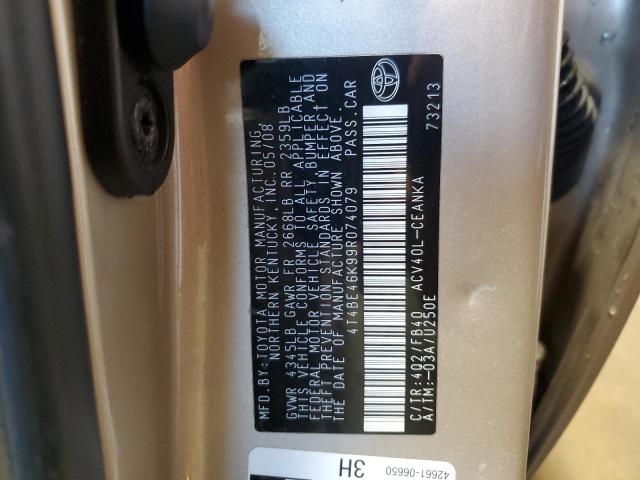 MFD. BY: TOYOTA MOTOR MANUFACTURING,
NORTHERN KENTUCKY, INC. 05/08
GVWR 4345LB GAWR FR 2668LB RR 2359LB
THIS VEHICLE CONFORMS TO ALL APPLICABLE
FEDERAL MOTOR VEHICLE SAFETY, BUMPER AND
THEFT PREVENTION STANDARDS IN EFFECT ON
THE DATE OF MANUFACTURE SHOWN ABOVE.
4T4BE46K99R074079 PASS.CAR
C/TR:4Q2/FB40 ACV40L-CEANKA
A/TM:-03A/U250E 73213
42661-06650
3H